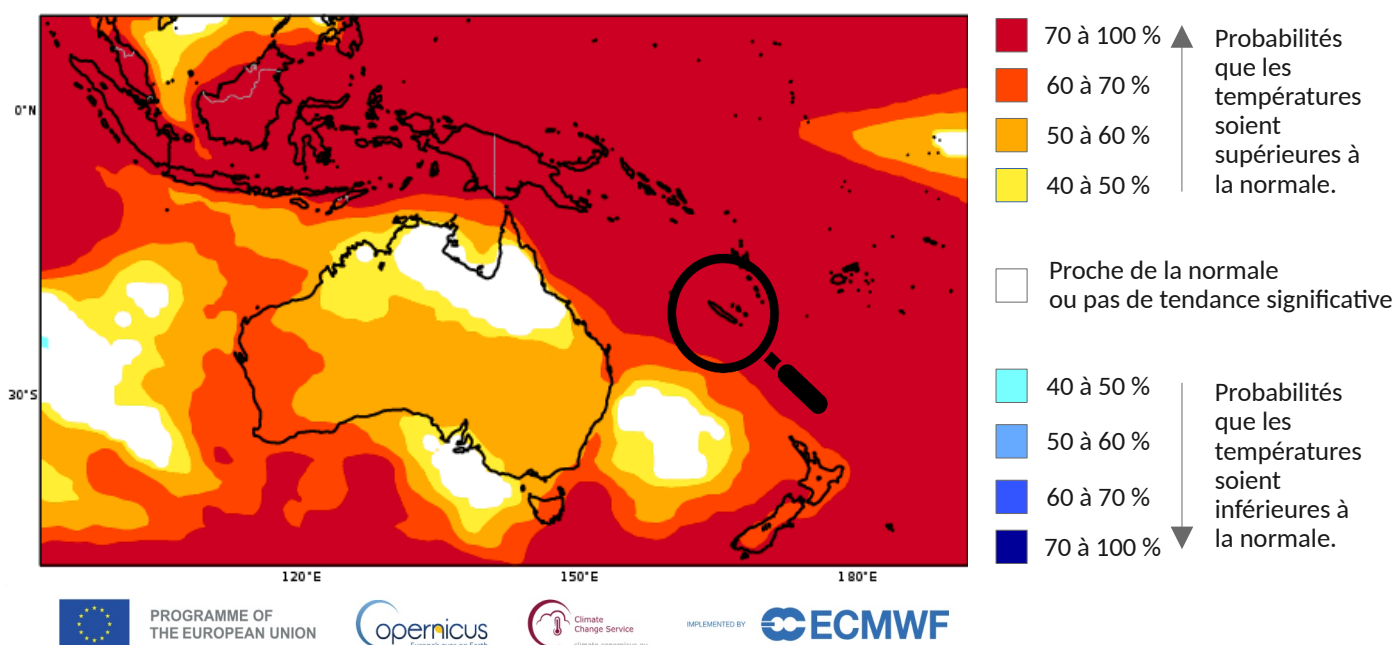 0°N
30°S
120°E
150°E
180°E
70 à 100 %
60 à 70 %
50 à 60 %
40 à 50 %
Probabilités
que les
températures
soient
supérieures à
la normale.
Proche de la normale
ou pas de tendance significative
40 à 50 %
50 à 60 %
60 à 70 %
70 à 100 %
Probabilités
que les
températures
soient
inférieures à
la normale.
PROGRAMME OF
THE EUROPEAN UNION
opernicus
Climate
Change Service
IMPLEMENTED BY
ECMWF